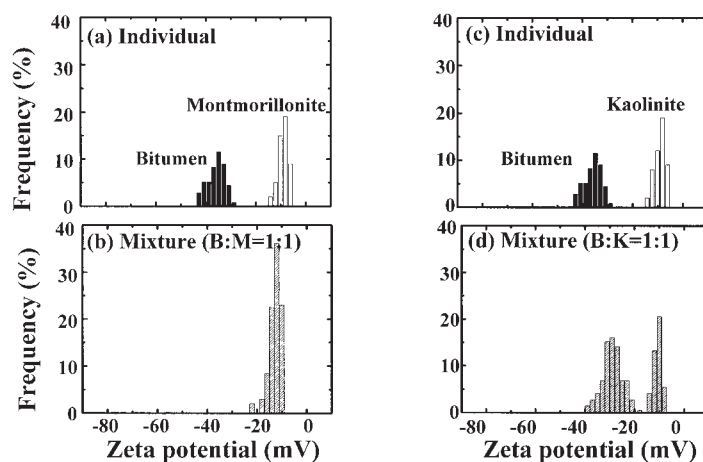 Frequency (%)
40
30
20
10
0
(a) Individual
Montmorillonite
Bitumen
40
30
20
10
0
(c) Individual
Kaolinite
Bitumen
Frequency (%)
40
30
20
10
0
(b) Mixture (B:M=1:1)
-80 -60 -40 -20 0
Zeta potential (mV)
40
30
20
10
0
(d) Mixture (B:K=1:1)
-80 -60 -40 -20 0
Zeta potential (mV)